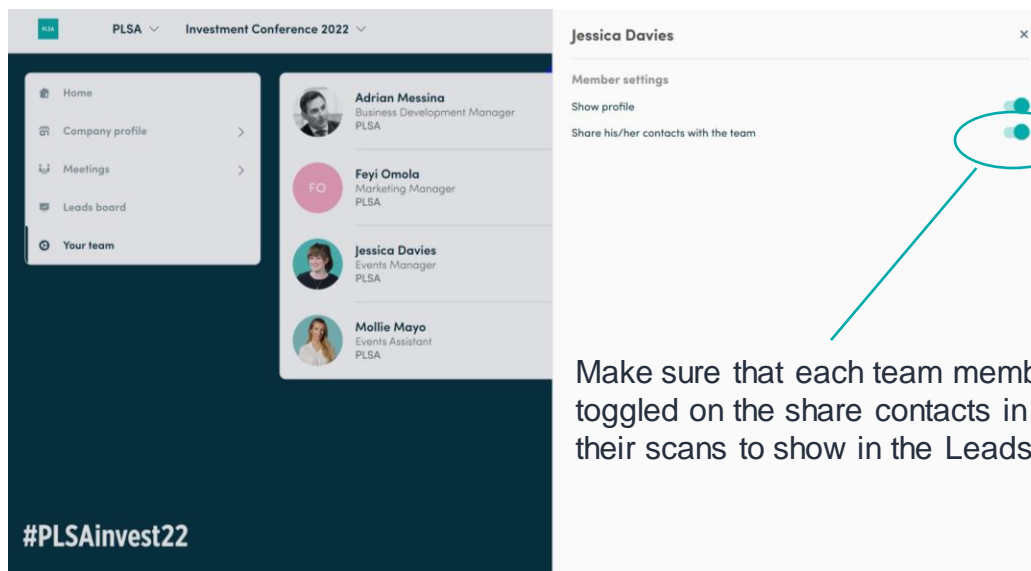 PLSA
PLSA
Investment Conference 2022
Home
Company profile
Meetings
Leads board
Your team
Adrian Messina
Business Development Manager
PLSA
FO
Feyi Omola
Marketing Manager
PLSA
Jessica Davies
Events Manager
PLSA
Mollie Mayo
Events Assistant
PLSA
#PLSAinvest22
Jessica Davies
Member settings
Show profile
Share his/her contacts with the team
Make sure that each team memb
toggled on the share contacts in
their scans to show in the Leads